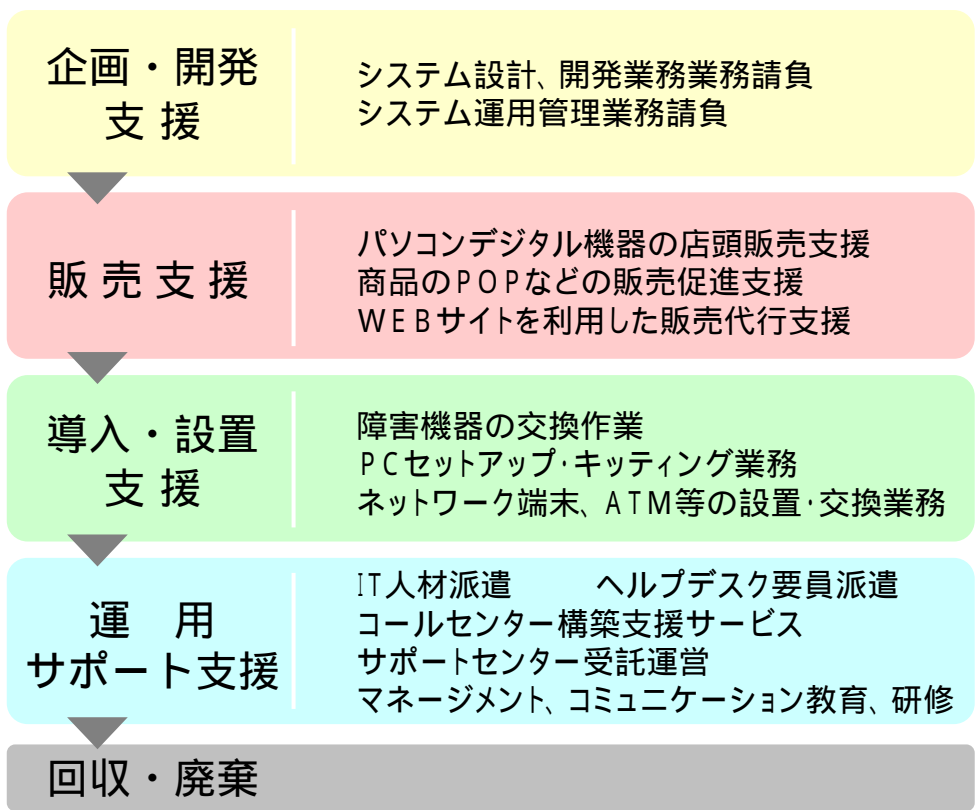 企画・開発
支援
システム設計、開発業務業務請負
システム運用管理業務請負
販売支援
パソコンデジタル機器の店頭販売支援
商品のPOPなどの販売促進支援
WEBサイトを利用した販売代行支援
導入・設置
支援
障害機器の交換作業
PCセットアップ・キッティング業務
ネットワーク端末、ATM等の設置・交換業務
運　用
サポート支援
IT人材派遣　　ヘルプデスク要員派遣
コールセンター構築支援サービス
サポートセンター受託運営
マネージメント、コミュニケーション教育、研修
回収・廃棄